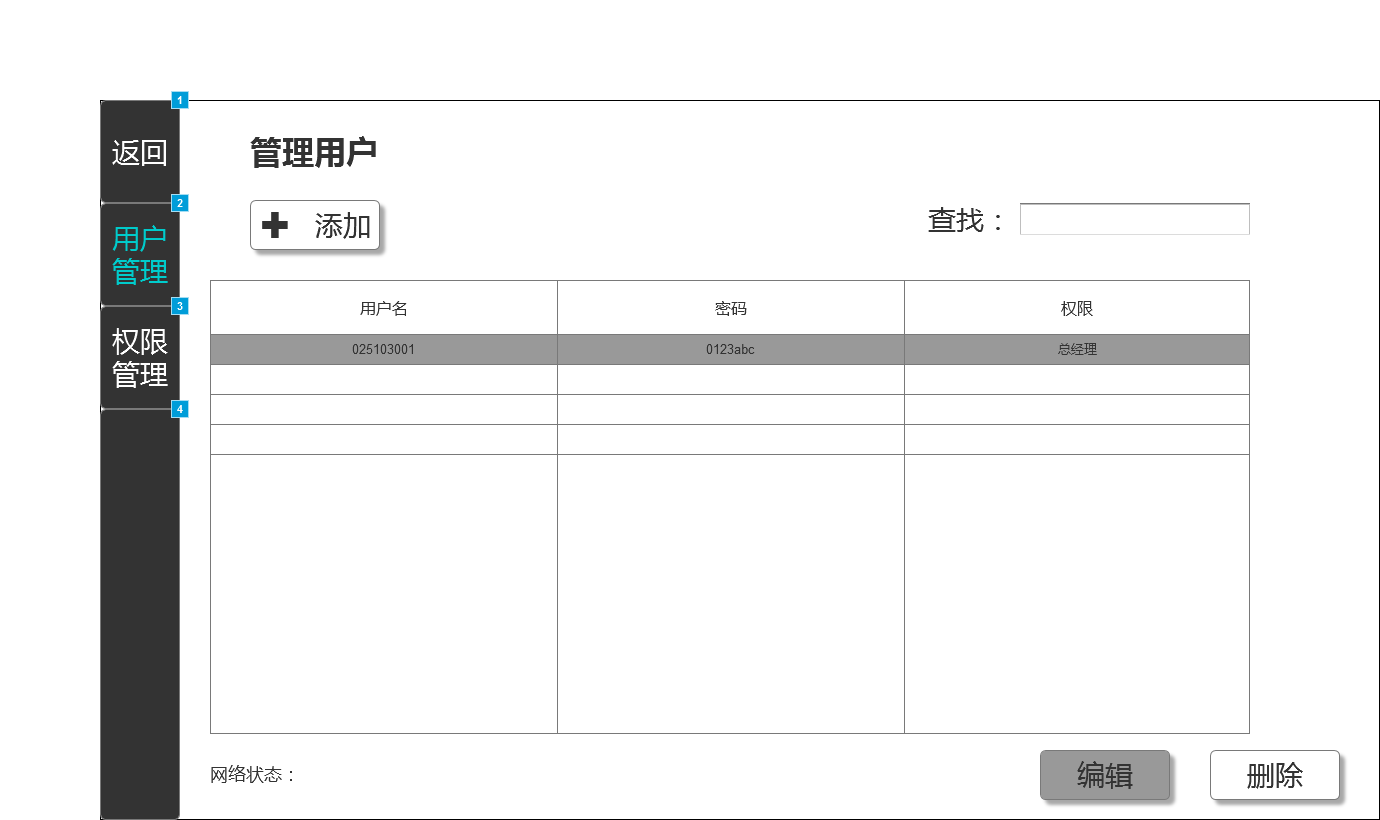 1
返回
管理用户
2
添加
查找：
用户
管理
3
用户名 密码 权限
权限
管理
025103001 0123abc 总经理
4
网络状态：
编辑 删除